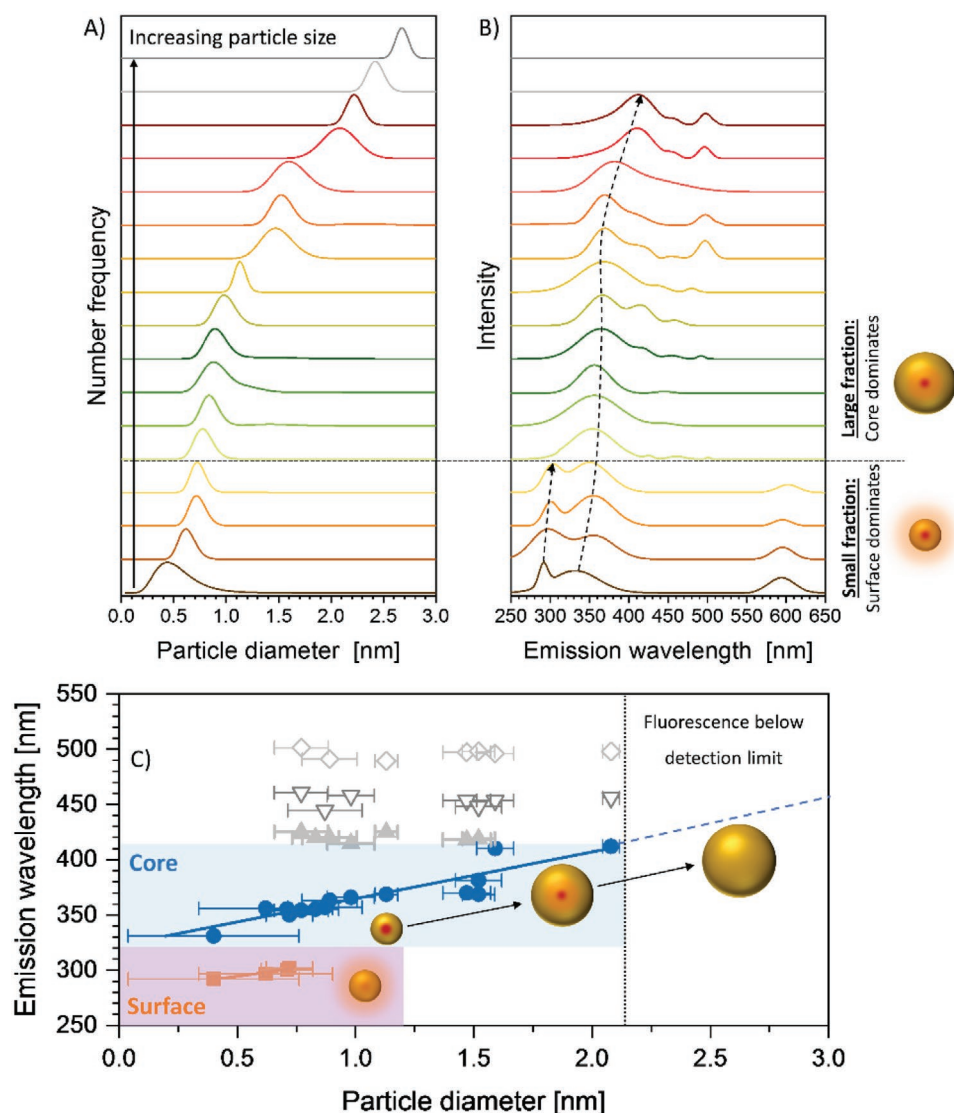 A)
Increasing particle size
Number frequency
0.0 0.5 1.0 1.5 2.0 2.5 3.0
Particle diameter [nm]
B)
Intensity
250 300 350 400 450 500 550 600 650
Emission wavelength [nm]
Large fraction:
Core dominates
Small fraction:
Surface dominates
C)
Emission wavelength [nm]
550
500
450
400
350
300
250
Fluorescence below
detection limit
Core
Surface
0.0 0.5 1.0 1.5 2.0 2.5 3.0
Particle diameter [nm]